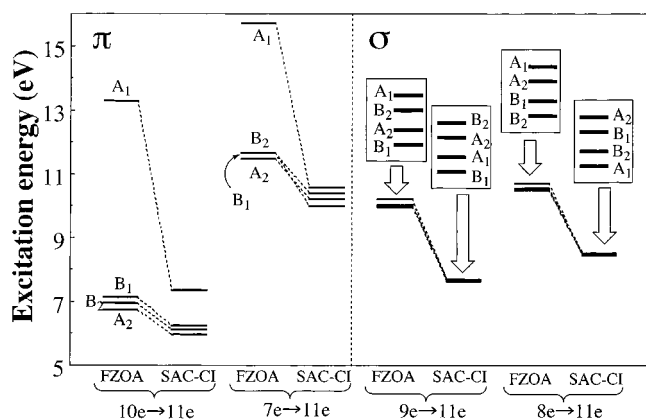 Excitation energy (eV)
15
13
11
9
7
5
π
σ
A1
B1
B2
A2
A1
B2
A2
B1
A1
B2
A2
B1
B2
A2
A1
B1
A1
A2
B1
B2
A2
B1
B2
A1
FZOA SAC-CI FZOA SAC-CI FZOA SAC-CI FZOA SAC-CI
10e→11e 7e→11e 9e→11e 8e→11e